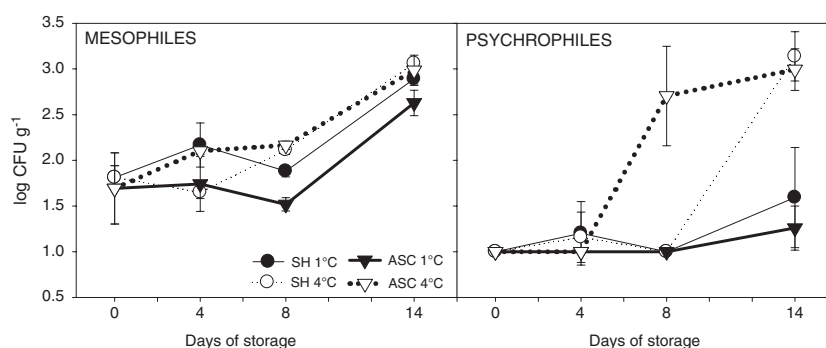 MESOPHILES
PSYCHROPHILES
log CFU g-1
3.5
3.0
2.5
2.0
1.5
1.0
0.5
SH 1°C
ASC 1°C
SH 4°C
ASC 4°C
0 4 8 14
0 4 8 14
Days of storage
Days of storage